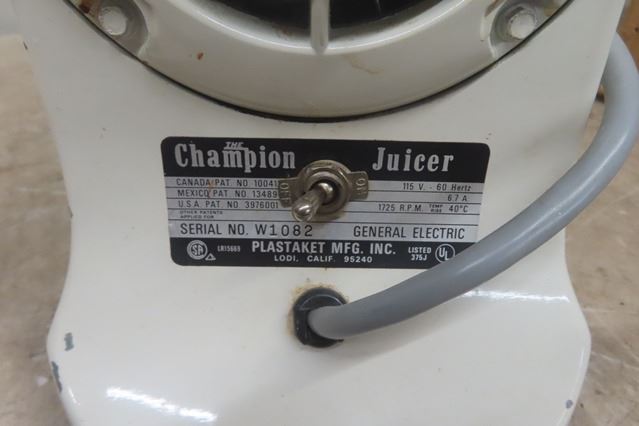 THE
Champion Juicer
CANADA PAT. NO. 10041
MEXICO PAT. NO. 13489
U.S.A. PAT. NO. 3976001
OTHER PATENTS
APPLIED FOR
115 V. - 60 Hertz
6.7 A
1725 R.P.M. TEMP RISE 40°C
OFF
SERIAL NO. W1082 GENERAL ELECTRIC
SA LR15669 PLASTAKET MFG. INC. LISTED
375J UL
LODI, CALIF. 95240